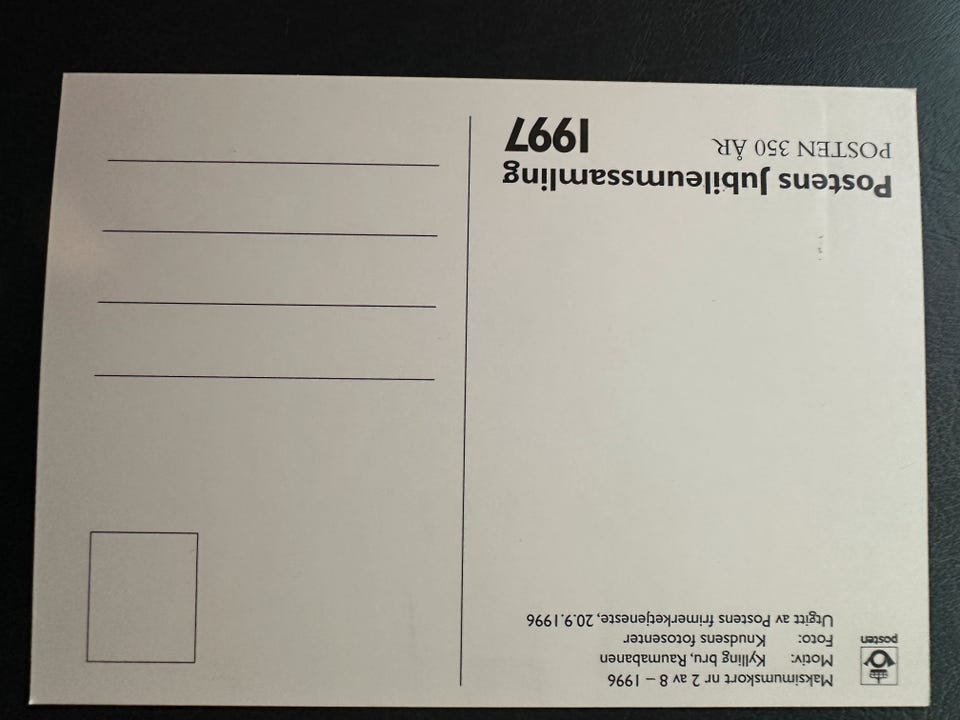 Maksimumskort nr 2 av 8 – 1996
Motiv: Kylling bru, Raumabanen
Foto: Knudsens fotosenter
Utgitt av Postens frimerketjeneste, 20.9.1996
posten
Postens Jubileumssamling
POSTEN 350 ÅR 1997